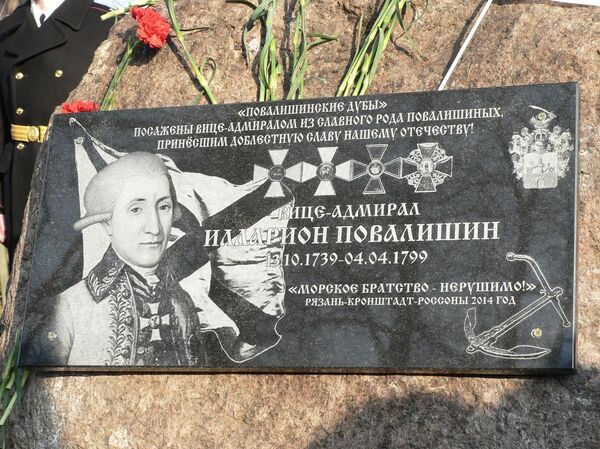 «ПОВАЛИШИНСКИЕ ДУБЫ»
ПОСАЖЕНЫ ВИЦЕ-АДМИРАЛОМ ИЗ СЛАВНОГО РОДА ПОВАЛИШИНЫХ,
ПРИНЁСШИМ ДОБЛЕСТНУЮ СЛАВУ НАШЕМУ ОТЕЧЕСТВУ!
ВИЦЕ-АДМИРАЛ
ИЛЛАРИОН ПОВАЛИШИН
13.10.1739-04.04.1799
«МОРСКОЕ БРАТСТВО - НЕРУШИМО!»
РЯЗАНЬ-КРОНШТАДТ-РОССОНЫ 2014 ГОД